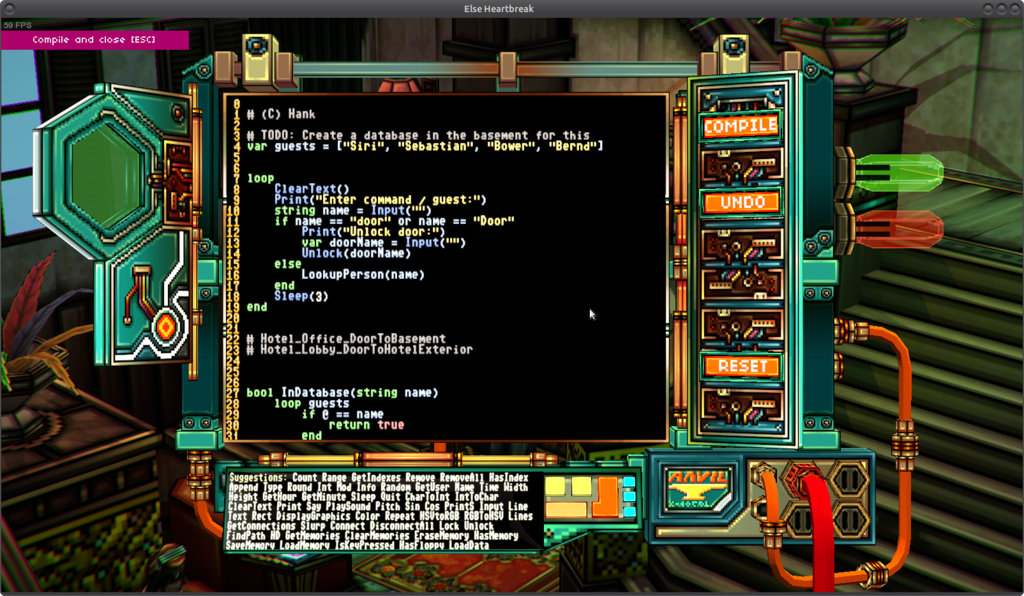 Else Heartbreak
59 FPS
Compile and close [ESC]
0
1 # (C) Hank
2
3 # TODO: Create a database in the basement for this
4 var guests = ["Siri", "Sebastian", "Bower", "Bernd"]
5
6
7 loop
8 ClearText()
9 Print("Enter command / guest:")
10 string name = Input("")
11 if name == "door" or name == "Door"
12 Print("Unlock door:")
13 var doorName = Input("")
14 Unlock(doorName)
15 else
16 LookupPerson(name)
17 end
18 Sleep(3)
19 end
20
21
22 # Hotel_Office_DoorToBasement
23 # Hotel_Lobby_DoorToHotelExterior
24
25
26
27 bool InDatabase(string name)
28 loop guests
29 if @ == name
30 return true
31 end
COMPILE
UNDO
RESET
Suggestions: Count Range GetIndexes Remove RemoveAll HasIndex
Append Type Round Int Mod Info Random GetUser Name Time Width
Height GetHour GetMinute Sleep Quit CharToInt IntToChar
ClearText Print Say PlaySound Pitch Sin Cos PrintS Input Line
Text Rect DisplayGraphics Color Repeat HSVtoRGB RGBToHSV Lines
GetConnections Slurp Connect DisconnectAll Lock Unlock
FindPath HD GetMemories ClearMemories EraseMemory HasMemory
SaveMemory LoadMemory IsKeyPressed HasFloppy LoadData
ANVIL